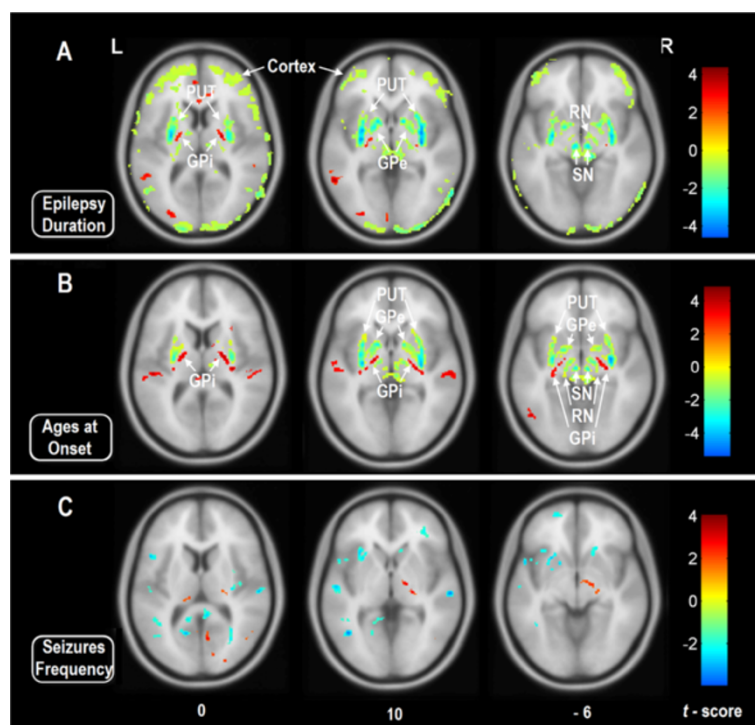 A
L
R
Cortex
PUT
PUT
RN
GPi
GPe
SN
Epilepsy
Duration
4
2
0
-2
-4
B
PUT
GPe
PUT
GPe
GPi
GPi
SN
RN
GPi
Ages at
Onset
4
2
0
-2
-4
C
Seizures
Frequency
4
2
0
-2
0
10
- 6
t - score